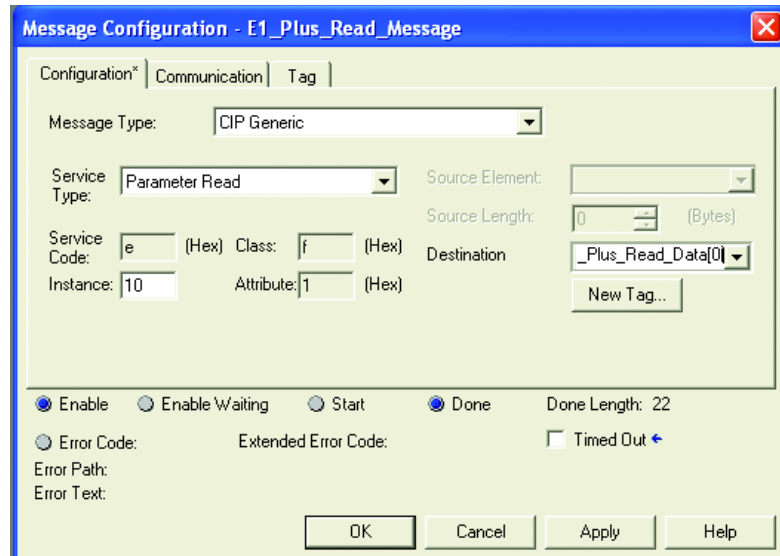 Message Configuration - E1_Plus_Read_Message
Configuration* Communication Tag
Message Type: CIP Generic
Service Type: Parameter Read
Source Element:
Source Length: 0 (Bytes)
Service Code: e (Hex) Class: f (Hex)
Destination _Plus_Read_Data[0]
Instance: 10 Attribute: 1 (Hex)
New Tag...
Enable Enable Waiting Start Done Done Length: 22
Error Code: Extended Error Code: Timed Out
Error Path:
Error Text:
OK Cancel Apply Help